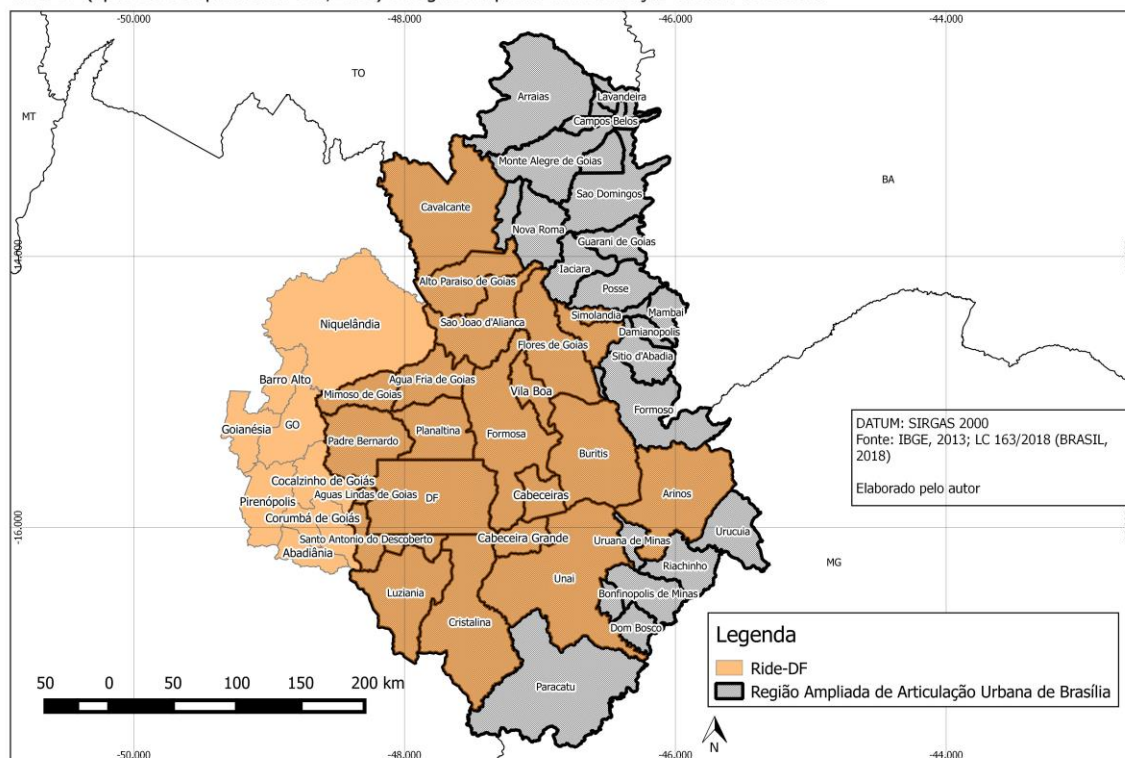 -50.000
-48.000
-46.000
-44.000
TO
MT
BA
Arraias
Lavandeira
Campos Belos
Monte Alegre de Goias
Sao Domingos
Cavalcante
Nova Roma
Guarani de Goias
-14.000
Iaciara
Alto Paraiso de Goias
Posse
Simolandia
Mambai
Niquelândia
Sao Joao d'Alianca
Damianopolis
Flores de Goias
Sitio d'Abadia
Barro Alto
Agua Fria de Goias
Vila Boa
Mimoso de Goias
Formoso
Goianésia
GO
Planaltina
Formosa
Padre Bernardo
Buritis
DATUM: SIRGAS 2000
Fonte: IBGE, 2013; LC 163/2018 (BRASIL,
2018)
Elaborado pelo autor
Cocalzinho de Goiás
Aguas Lindas de Goias
DF
Cabeceiras
Arinos
Pirenópolis
Corumbá de Goiás
-16.000
Urucuia
Santo Antonio do Descoberto
Cabeceira Grande
Uruana de Minas
Abadiânia
MG
Riachinho
Unai
Luziania
Bonfinopolis de Minas
Cristalina
Dom Bosco
Legenda
Ride-DF
Região Ampliada de Articulação Urbana de Brasília
Paracatu
50 0 50 100 150 200 km
N
-50.000
-48.000
-46.000
-44.000